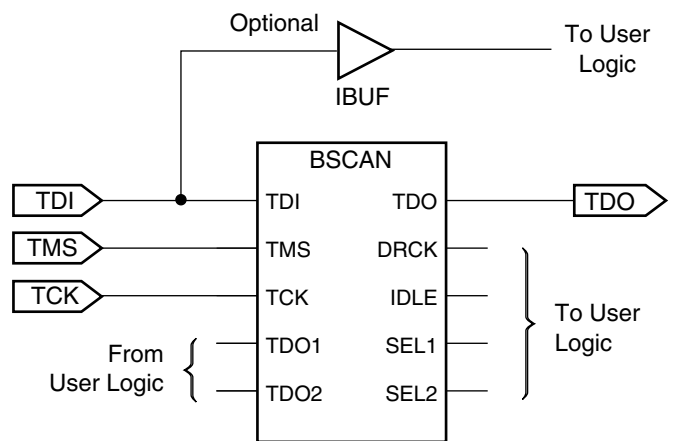 Optional
To User
Logic
IBUF
BSCAN
TDI
TDI
TDO
TDO
TMS
TMS
DRCK
TCK
TCK
IDLE
To User
Logic
From
User Logic
TDO1
SEL1
TDO2
SEL2